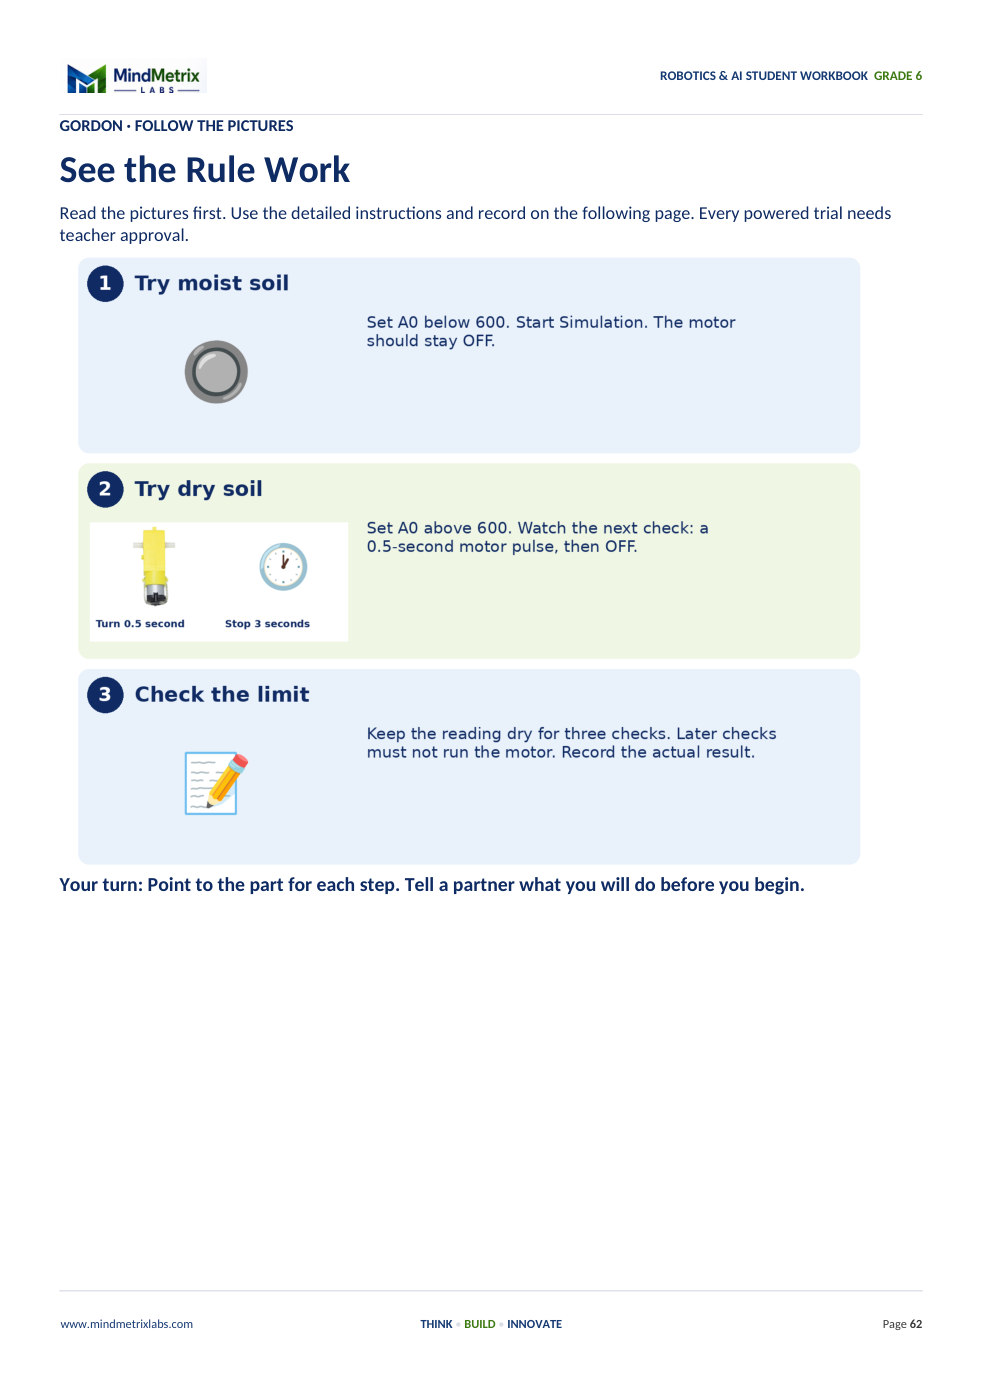 MindMetrix
LABS
ROBOTICS & AI STUDENT WORKBOOK GRADE 6
GORDON · FOLLOW THE PICTURES
See the Rule Work
Read the pictures first. Use the detailed instructions and record on the following page. Every powered trial needs
teacher approval.
1 Try moist soil
Set A0 below 600. Start Simulation. The motor
should stay OFF.
2 Try dry soil
Set A0 above 600. Watch the next check: a
0.5-second motor pulse, then OFF.
Turn 0.5 second
Stop 3 seconds
3 Check the limit
Keep the reading dry for three checks. Later checks
must not run the motor. Record the actual result.
Your turn: Point to the part for each step. Tell a partner what you will do before you begin.
www.mindmetrixlabs.com
THINK • BUILD • INNOVATE
Page 62